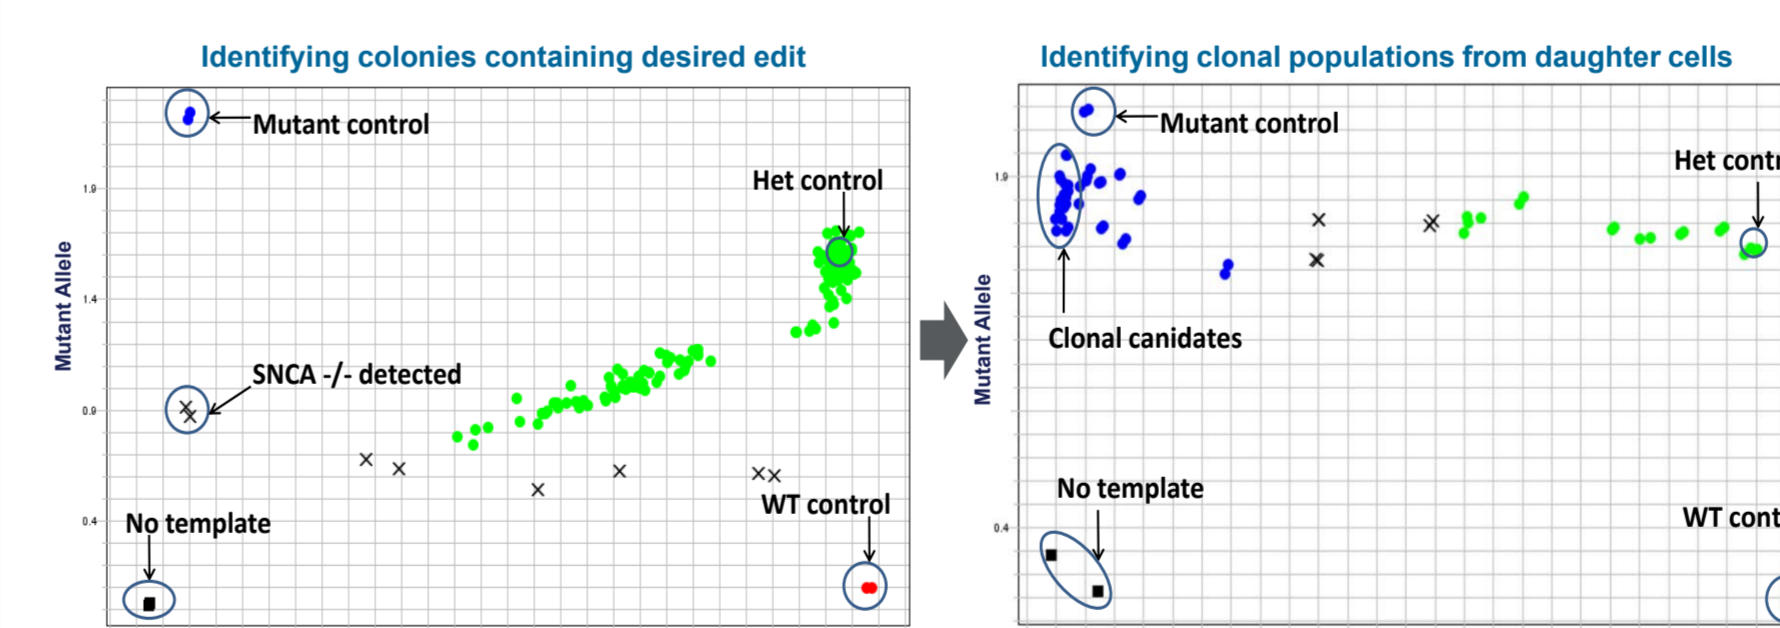 Identifying colonies containing desired edit
Mutant control
Het control
1.9
1.4
SNCA -/- detected
0.9
WT control
No template
0.4
Mutant Allele
Identifying clonal populations from daughter cells
Mutant control
Het contr
1.9
Clonal canidates
No template
WT cont
0.4
Mutant Allele